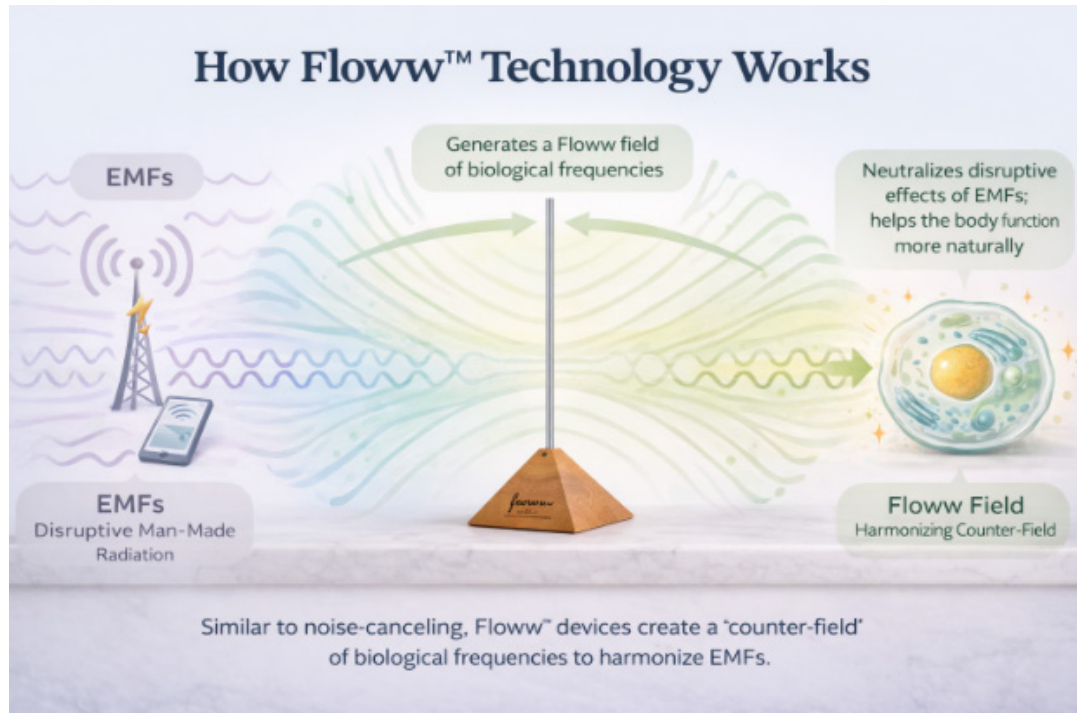 How Floww™ Technology Works
EMFs
Generates a Floww field
of biological frequencies
Neutralizes disruptive
effects of EMFs;
helps the body function
more naturally
EMFs
Disruptive Man-Made
Radiation
Floww Field
Harmonizing Counter-Field
Similar to noise-canceling, Floww™ devices create a "counter-field"
of biological frequencies to harmonize EMFs.